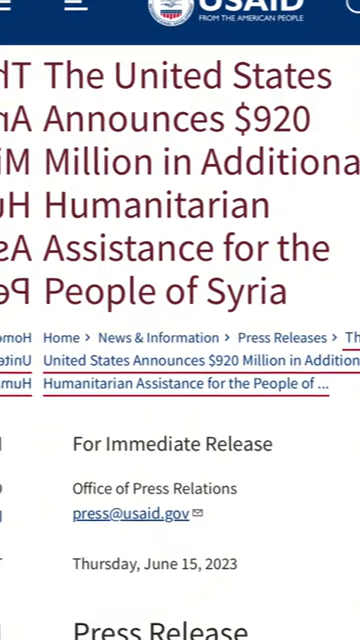 USAID
FROM THE AMERICAN PEOPLE
The United States
Announces $920
Million in Additiona
Humanitarian
Assistance for the
People of Syria
Home > News & Information > Press Releases > Th
United States Announces $920 Million in Addition
Humanitarian Assistance for the People of ...
For Immediate Release
Office of Press Relations
press@usaid.gov
Thursday, June 15, 2023
Press Release